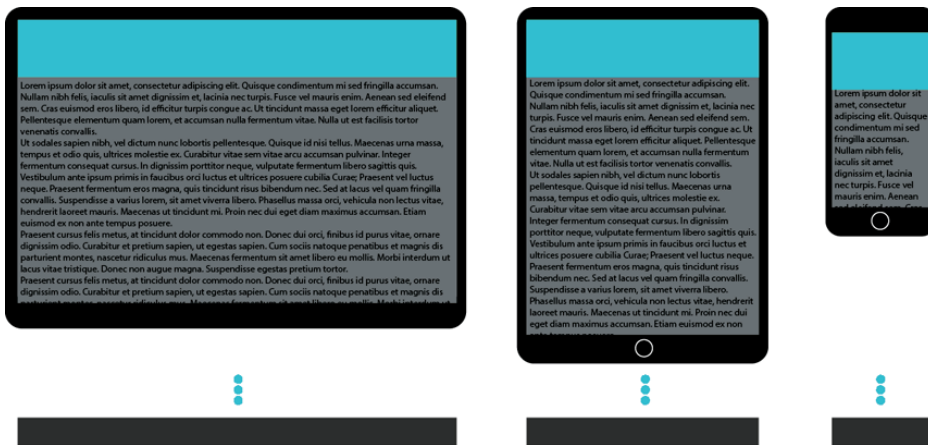 Lorem ipsum dolor sit amet, consectetur adipiscing elit. Quisque condimentum mi sed fringilla accumsan.
Nullam nibh felis, iaculis sit amet dignissim et, lacinia nec turpis. Fusce vel mauris enim. Aenean sed eleifend
sem. Cras euismod eros libero, id efficitur turpis congue ac. Ut tincidunt massa eget lorem efficitur aliquet.
Pellentesque elementum quam lorem, et accumsan nulla fermentum vitae. Nulla ut est facilisis tortor
venenatis convallis.
Ut sodales sapien nibh, vel dictum nunc lobortis pellentesque. Quisque id nisi tellus. Maecenas urna massa,
tempus et odio quis, ultrices molestie ex. Curabitur vitae sem vitae arcu accumsan pulvinar. Integer
fermentum consequat cursus. In dignissim porttitor neque, vulputate fermentum libero sagittis quis.
Vestibulum ante ipsum primis in faucibus orci luctus et ultrices posuere cubilia Curae; Praesent vel luctus
neque. Praesent fermentum eros magna, quis tincidunt risus bibendum nec. Sed at lacus vel quam fringilla
convallis. Suspendisse a varius lorem, sit amet viverra libero. Phasellus massa orci, vehicula non lectus vitae,
hendrerit laoreet mauris. Maecenas ut tincidunt mi. Proin nec dui eget diam maximus accumsan. Etiam
euismod ex non ante tempus posuere.
Praesent cursus felis metus, at tincidunt dolor commodo non. Donec dui orci, finibus id purus vitae, ornare
dignissim odio. Curabitur et pretium sapien, ut egestas sapien. Cum sociis natoque penatibus et magnis dis
parturient montes, nascetur ridiculus mus. Maecenas fermentum sit amet libero eu mollis. Morbi interdum ut
lacus vitae tristique. Donec non augue magna. Suspendisse egestas pretium tortor.
Praesent cursus felis metus, at tincidunt dolor commodo non. Donec dui orci, finibus id purus vitae, ornare
dignissim odio. Curabitur et pretium sapien, ut egestas sapien. Cum sociis natoque penatibus et magnis dis
Lorem ipsum dolor sit amet, consectetur adipiscing elit.
Quisque condimentum mi sed fringilla accumsan.
Nullam nibh felis, iaculis sit amet dignissim et, lacinia nec
turpis. Fusce vel mauris enim. Aenean sed eleifend sem.
Cras euismod eros libero, id efficitur turpis congue ac. Ut
tincidunt massa eget lorem efficitur aliquet. Pellentesque
elementum quam lorem, et accumsan nulla fermentum
vitae. Nulla ut est facilisis tortor venenatis convallis.
Ut sodales sapien nibh, vel dictum nunc lobortis
pellentesque. Quisque id nisi tellus. Maecenas urna
massa, tempus et odio quis, ultrices molestie ex.
Curabitur vitae sem vitae arcu accumsan pulvinar.
Integer fermentum consequat cursus. In dignissim
porttitor neque, vulputate fermentum libero sagittis quis.
Vestibulum ante ipsum primis in faucibus orci luctus et
ultrices posuere cubilia Curae; Praesent vel luctus neque.
Praesent fermentum eros magna, quis tincidunt risus
bibendum nec. Sed at lacus vel quam fringilla convallis.
Suspendisse a varius lorem, sit amet viverra libero.
Phasellus massa orci, vehicula non lectus vitae, hendrerit
laoreet mauris. Maecenas ut tincidunt mi. Proin nec dui
eget diam maximus accumsan. Etiam euismod ex non
Lorem ipsum dolor sit
amet, consectetur
adipiscing elit. Quisque
condimentum mi sed
fringilla accumsan.
Nullam nibh felis,
iaculis sit amet
dignissim et, lacinia
nec turpis. Fusce vel
mauris enim. Aenean